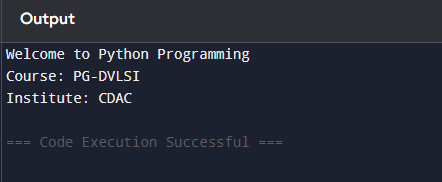 Output
Welcome to Python Programming
Course: PG-DVLSI
Institute: CDAC
=== Code Execution Successful ===